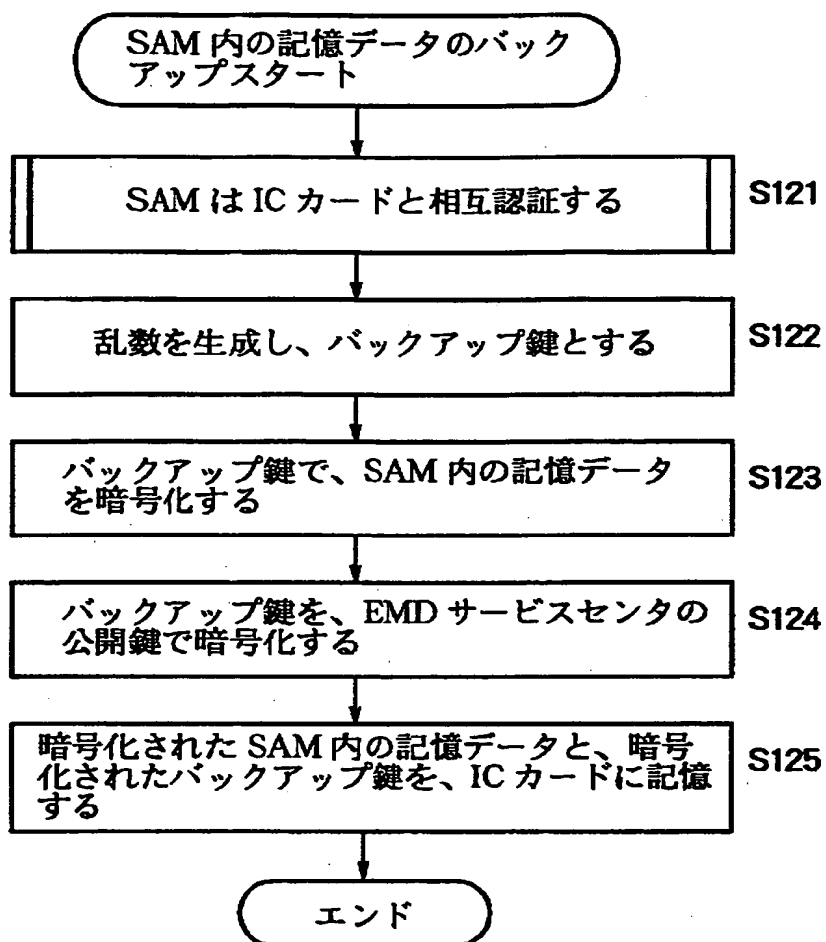 SAM 内の記憶データのバック
アップスタート
SAM は IC カードと相互認証する
S121
乱数を生成し、バックアップ鍵とする
S122
バックアップ鍵で、SAM 内の記憶データ
を暗号化する
S123
バックアップ鍵を、EMD サービスセンタの
公開鍵で暗号化する
S124
暗号化された SAM 内の記憶データと、暗号
化されたバックアップ鍵を、IC カードに記憶
する
S125
エンド